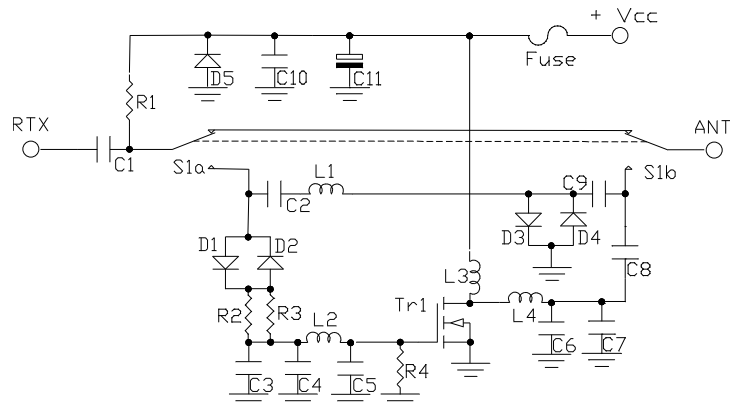 + Vcc
Fuse
D5
C10
C11
R1
RTX
ANT
C1
S1a
S1b
L1
C9
C2
D1
D2
D3
D4
C8
L3
Tr1
R2
R3
L2
L4
C6
C7
C3
C4
C5
R4